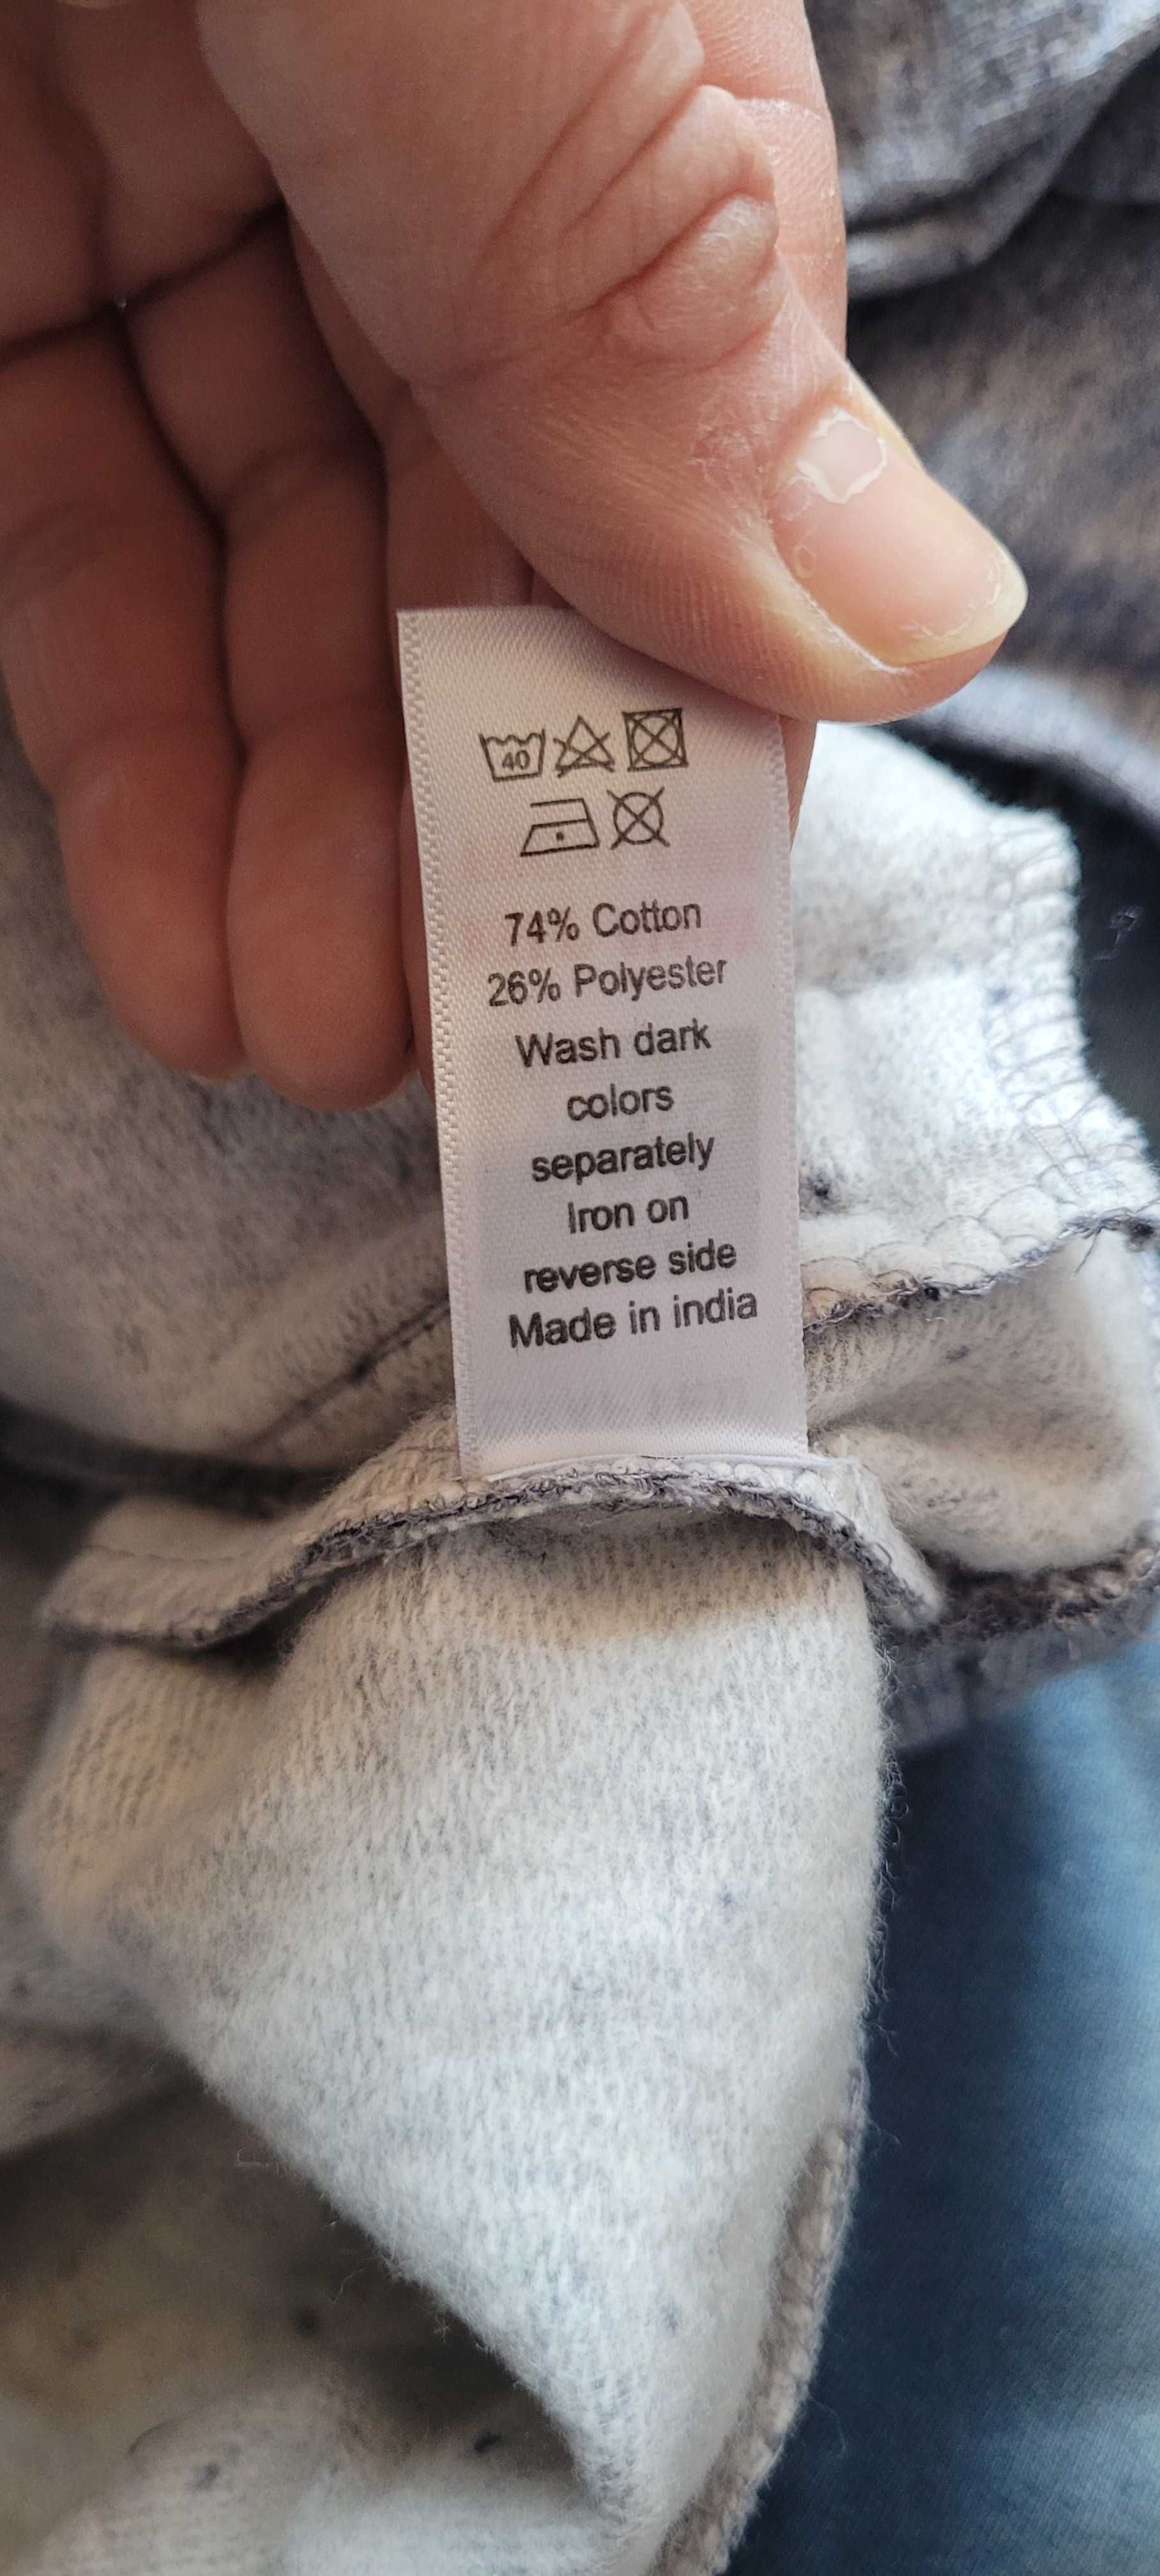 40
74% Cotton
26% Polyester
Wash dark
colors
separately
Iron on
reverse side
Made in india